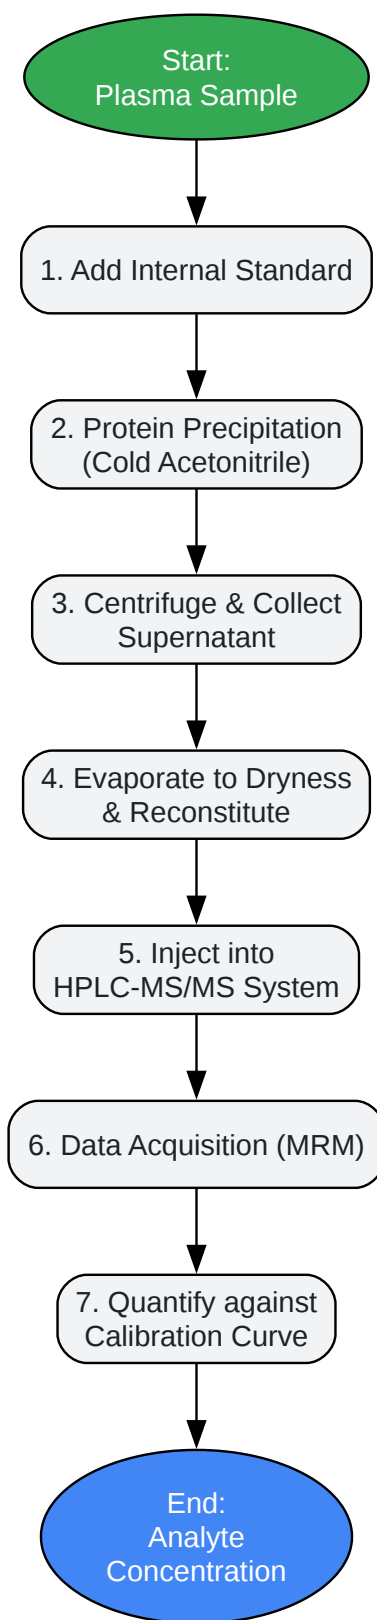 Start:
Plasma Sample
1. Add Internal Standard
2. Protein Precipitation
(Cold Acetonitrile)
3. Centrifuge & Collect
Supernatant
4. Evaporate to Dryness
& Reconstitute
5. Inject into
HPLC-MS/MS System
6. Data Acquisition (MRM)
7. Quantify against
Calibration Curve
End:
Analyte
Concentration